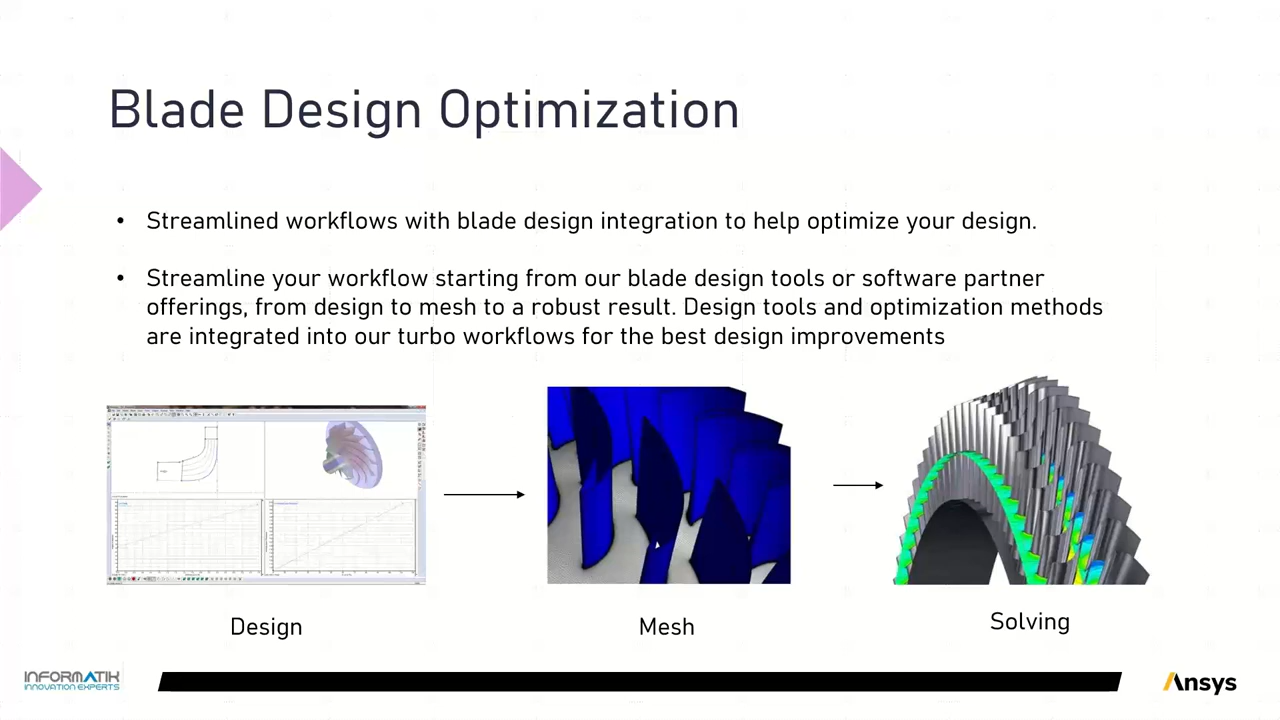 Blade Design Optimization
• Streamlined workflows with blade design integration to help optimize your design.
• Streamline your workflow starting from our blade design tools or software partner
offerings, from design to mesh to a robust result. Design tools and optimization methods
are integrated into our turbo workflows for the best design improvements
Design
Mesh
Solving
INFORMATIK
INNOVATION EXPERTS
Ansys